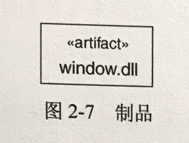 «artifact»
window.dll
图 2-7 制品